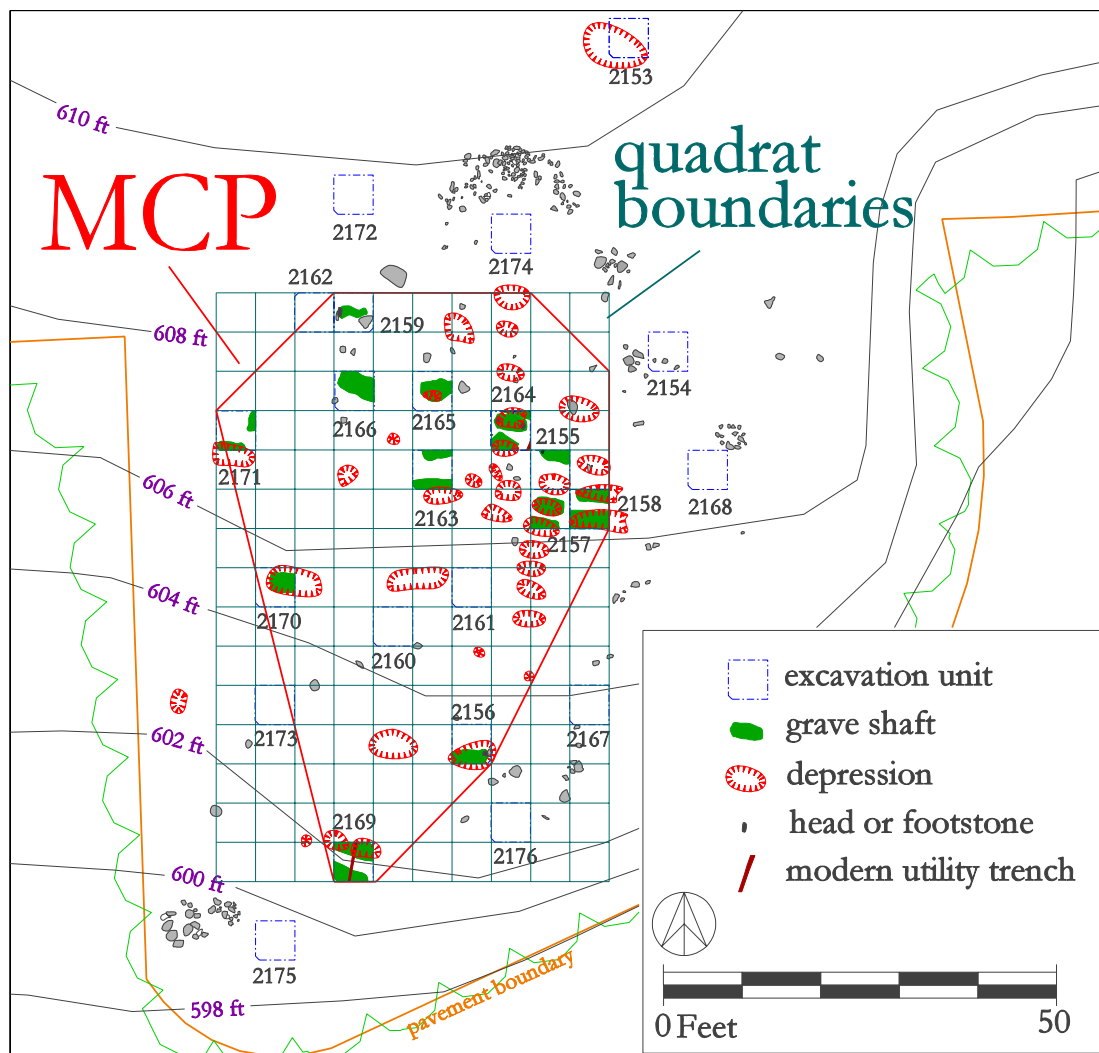 2153
610 ft
quadrat
boundaries
MCP
2172
2174
2162
2159
608 ft
2154
2164
2166
2165
2155
2171
606 ft
2163
2158
2168
2157
604 ft
2170
2161
2160
2156
602 ft
2173
2167
2169
2176
600 ft
2175
598 ft
pavement boundary
excavation unit
grave shaft
depression
head or footstone
modern utility trench
0 Feet
50